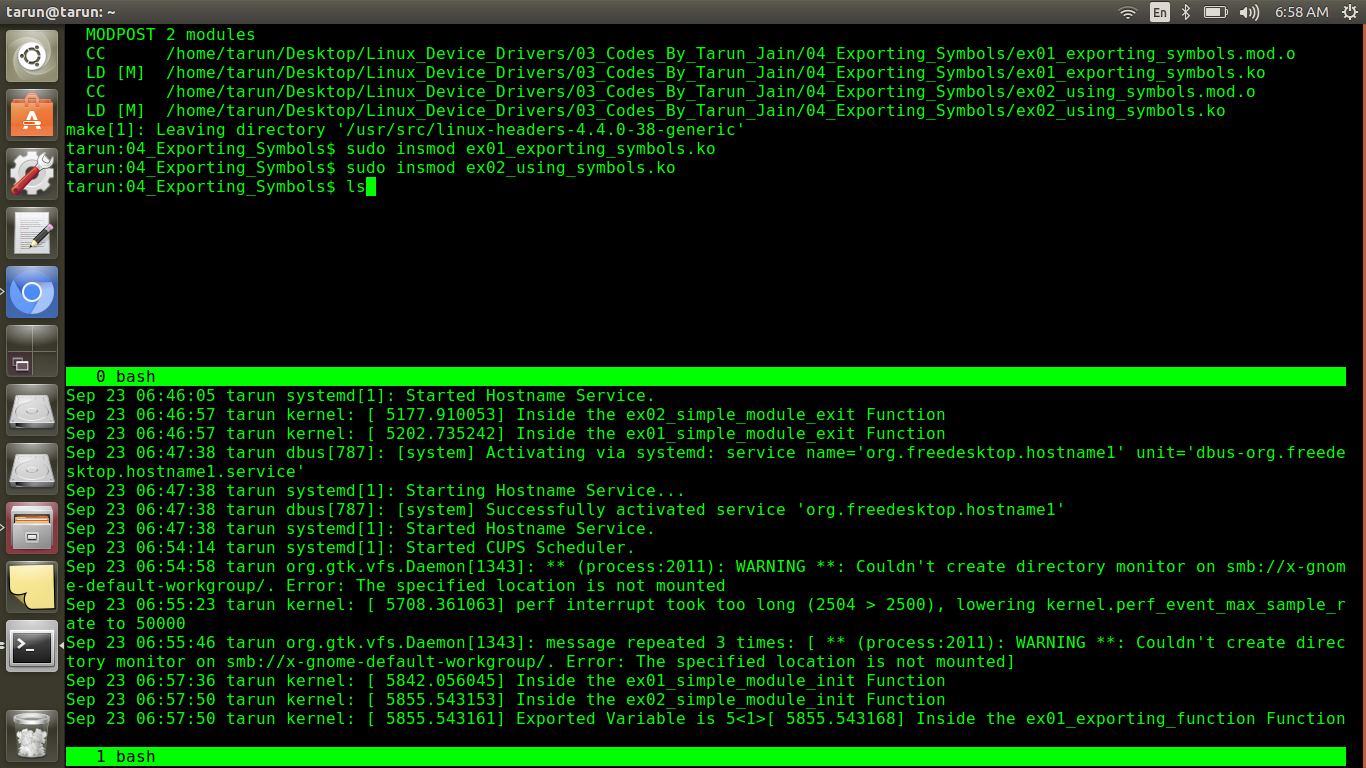 tarun@tarun: ~
En
6:58 AM
MODPOST 2 modules
CC /home/tarun/Desktop/Linux_Device_Drivers/03_Codes_By_Tarun_Jain/04_Exporting_Symbols/ex01_exporting_symbols.mod.o
LD [M] /home/tarun/Desktop/Linux_Device_Drivers/03_Codes_By_Tarun_Jain/04_Exporting_Symbols/ex01_exporting_symbols.ko
CC /home/tarun/Desktop/Linux_Device_Drivers/03_Codes_By_Tarun_Jain/04_Exporting_Symbols/ex02_using_symbols.mod.o
LD [M] /home/tarun/Desktop/Linux_Device_Drivers/03_Codes_By_Tarun_Jain/04_Exporting_Symbols/ex02_using_symbols.ko
make[1]: Leaving directory '/usr/src/linux-headers-4.4.0-38-generic'
tarun:04_Exporting_Symbols$ sudo insmod ex01_exporting_symbols.ko
tarun:04_Exporting_Symbols$ sudo insmod ex02_using_symbols.ko
tarun:04_Exporting_Symbols$ ls
0 bash
Sep 23 06:46:05 tarun systemd[1]: Started Hostname Service.
Sep 23 06:46:57 tarun kernel: [ 5177.910053] Inside the ex02_simple_module_exit Function
Sep 23 06:46:57 tarun kernel: [ 5202.735242] Inside the ex01_simple_module_exit Function
Sep 23 06:47:38 tarun dbus[787]: [system] Activating via systemd: service name='org.freedesktop.hostname1' unit='dbus-org.freede
sktop.hostname1.service'
Sep 23 06:47:38 tarun systemd[1]: Starting Hostname Service...
Sep 23 06:47:38 tarun dbus[787]: [system] Successfully activated service 'org.freedesktop.hostname1'
Sep 23 06:47:38 tarun systemd[1]: Started Hostname Service.
Sep 23 06:54:14 tarun systemd[1]: Started CUPS Scheduler.
Sep 23 06:54:58 tarun org.gtk.vfs.Daemon[1343]: ** (process:2011): WARNING **: Couldn't create directory monitor on smb://x-gnom
e-default-workgroup/. Error: The specified location is not mounted
Sep 23 06:55:23 tarun kernel: [ 5708.361063] perf interrupt took too long (2504 > 2500), lowering kernel.perf_event_max_sample_r
ate to 50000
Sep 23 06:55:46 tarun org.gtk.vfs.Daemon[1343]: message repeated 3 times: [ ** (process:2011): WARNING **: Couldn't create direc
tory monitor on smb://x-gnome-default-workgroup/. Error: The specified location is not mounted]
Sep 23 06:57:36 tarun kernel: [ 5842.056045] Inside the ex01_simple_module_init Function
Sep 23 06:57:50 tarun kernel: [ 5855.543153] Inside the ex02_simple_module_init Function
Sep 23 06:57:50 tarun kernel: [ 5855.543161] Exported Variable is 5<1>[ 5855.543168] Inside the ex01_exporting_function Function
1 bash